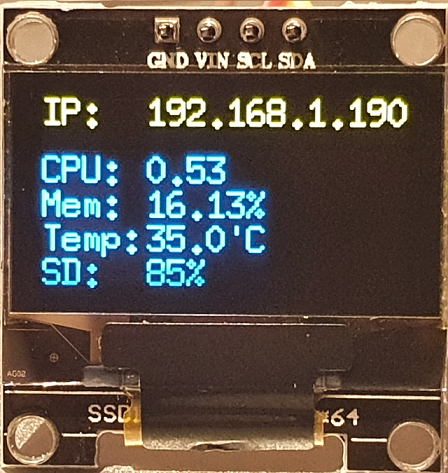 GND VIN SCL SDA
IP: 192.168.1.190
CPU: 0.53
Mem: 16.13%
Temp:35.0'C
SD: 85%